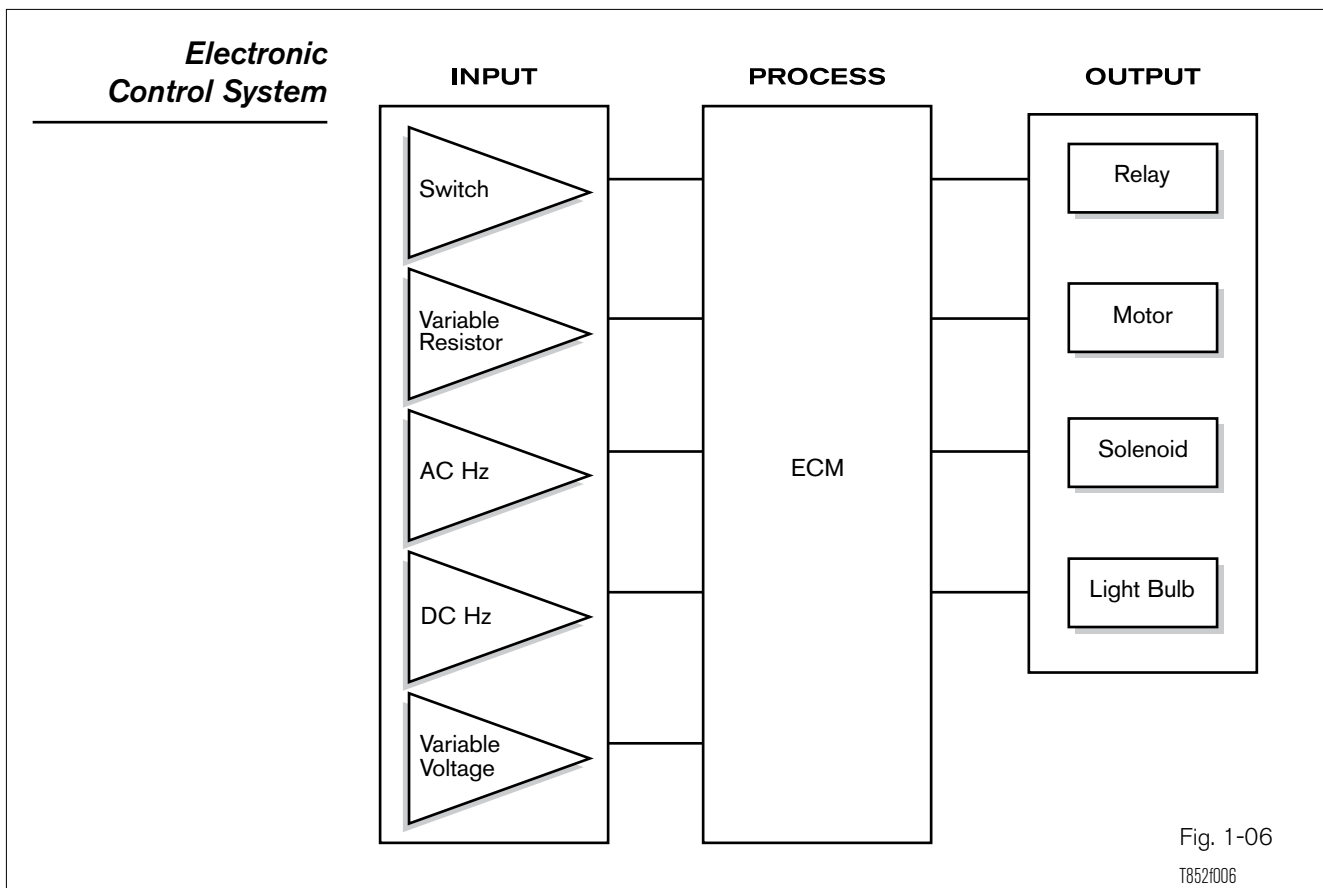 Electronic
Control System
INPUT
PROCESS
OUTPUT
Switch
Variable
Resistor
AC Hz
DC Hz
Variable
Voltage
ECM
Relay
Motor
Solenoid
Light Bulb
Fig. 1-06
T852f006